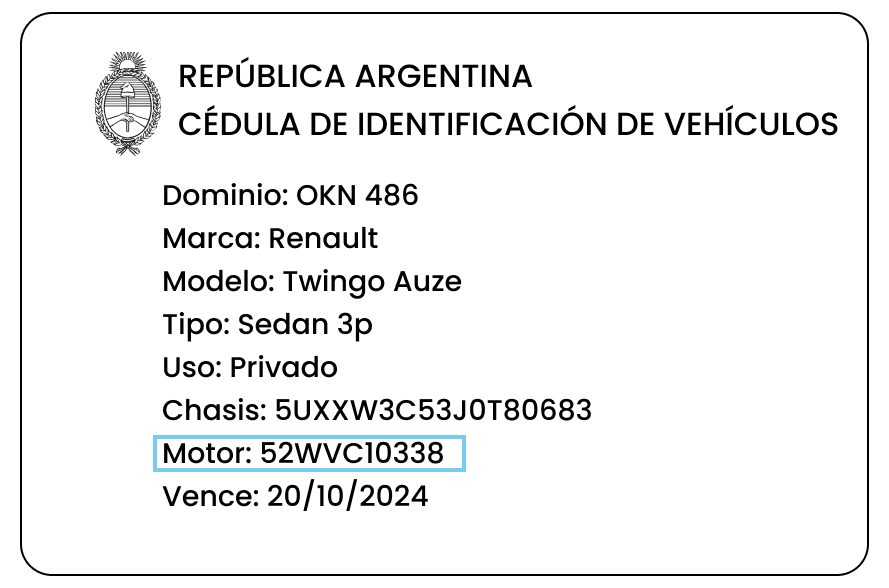 REPÚBLICA ARGENTINA
CÉDULA DE IDENTIFICACIÓN DE VEHÍCULOS
Dominio: OKN 486
Marca: Renault
Modelo: Twingo Auze
Tipo: Sedan 3p
Uso: Privado
Chasis: 5UXXW3C53J0T80683
Motor: 52WVC10338
Vence: 20/10/2024